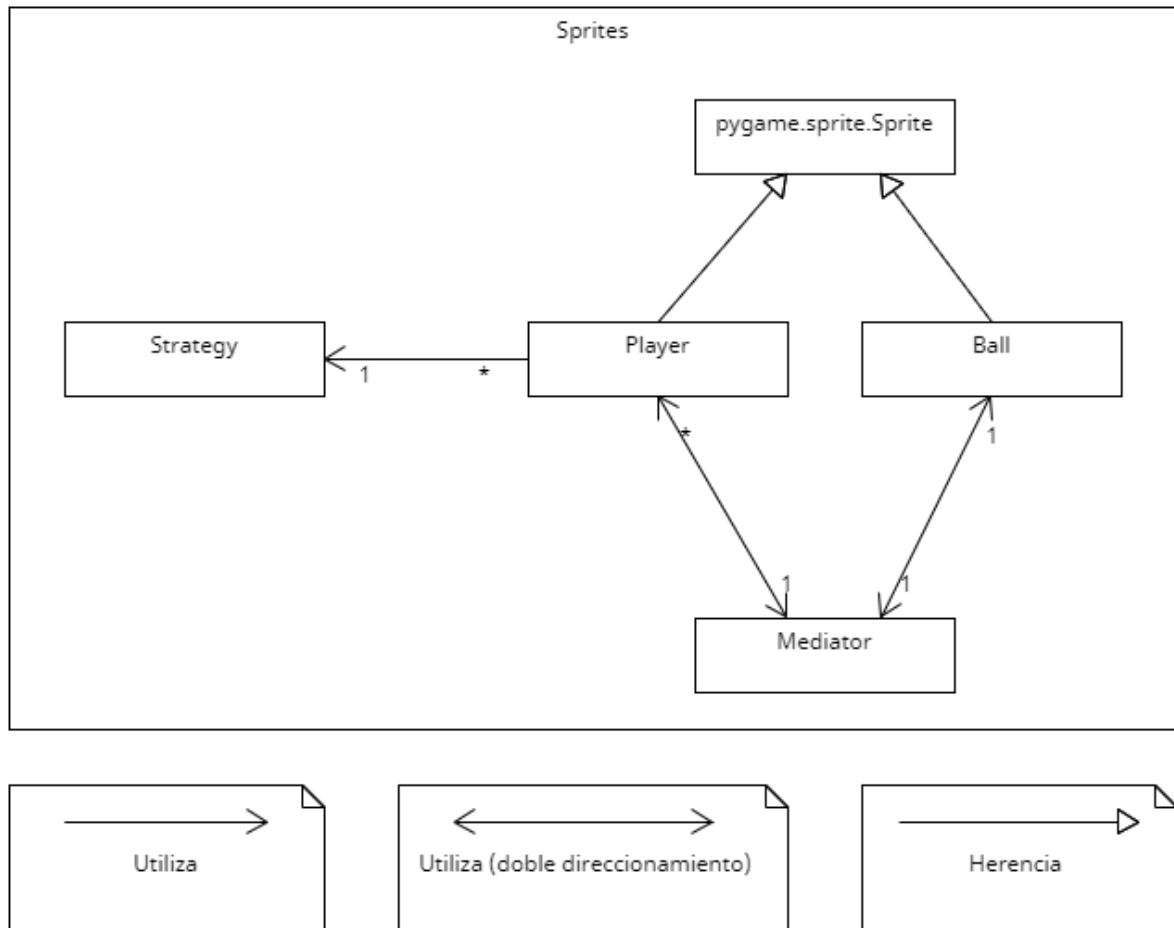 Sprites
pygame.sprite.Sprite
Strategy
Player
Ball
1
*
*
1
1
1
Mediator
Utiliza
Utiliza (doble direccionamiento)
Herencia